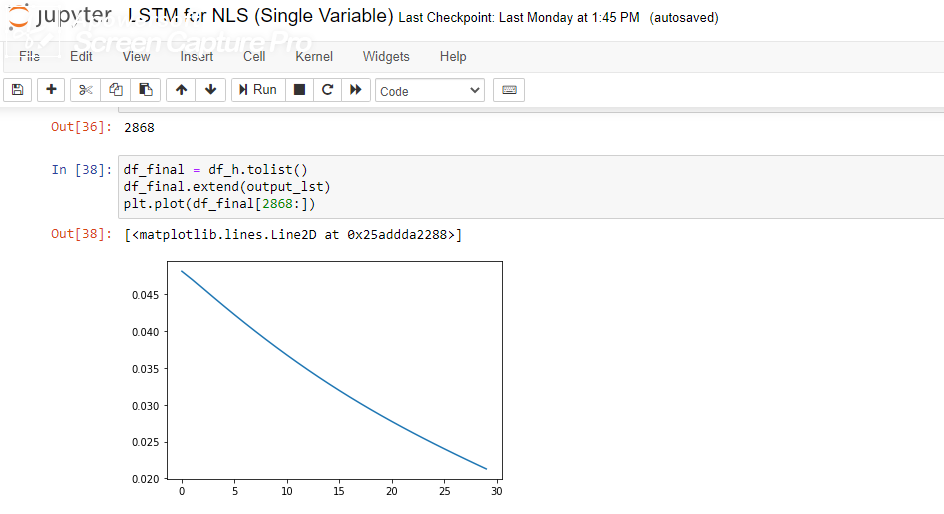 jupyter LSTM for NLS (Single Variable) Last Checkpoint: Last Monday at 1:45 PM (autosaved)
Screen Capture Pro
File Edit View Insert Cell Kernel Widgets Help
Run Code
Out[36]: 2868
In [38]: df_final = df_h.tolist()
df_final.extend(output_lst)
plt.plot(df_final[2868:])
Out[38]: [<matplotlib.lines.Line2D at 0x25addda2288>]
0.045
0.040
0.035
0.030
0.025
0.020
0 5 10 15 20 25 30